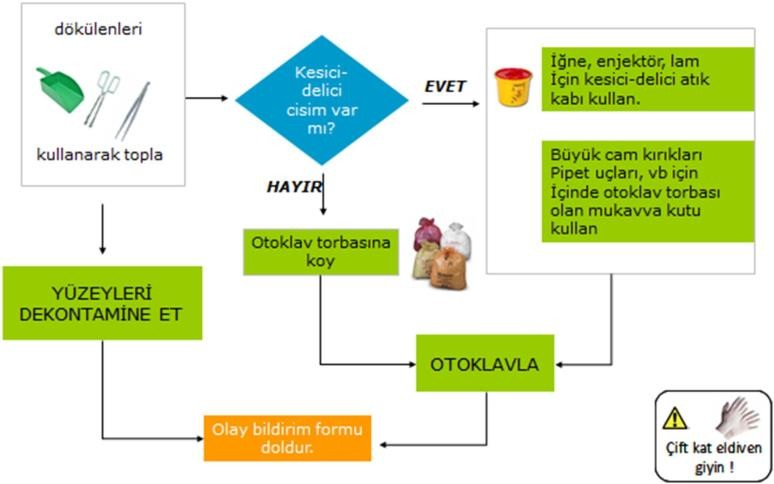 dökülenleri
kullanarak topla
Kesici-
delici
cisim var
mı?
EVET
İğne, enjektör, lam
İçin kesici-delici atık
kabı kullan.
Büyük cam kırıkları
Pipet uçları, vb için
İçinde otoklav torbası
olan mukavva kutu
kullan
HAYIR
Otoklav torbasına
koy
YÜZEYLERİ
DEKONTAMİNE ET
OTOKLAVLA
Olay bildirim formu
doldur.
Çift kat eldiven
giyin !